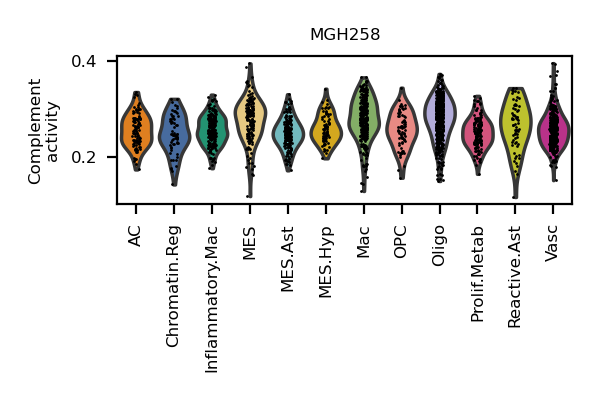 MGH258
Complement
activity
0.4
0.2
AC
Chromatin.Reg
Inflammatory.Mac
MES
MES.Ast
MES.Hyp
Mac
OPC
Oligo
Prolif.Metab
Reactive.Ast
Vasc